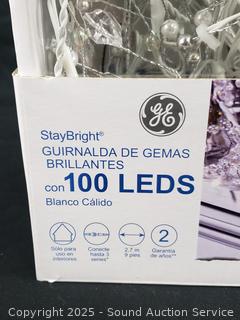 GE
StayBright®
GUIRNALDA DE GEMAS
BRILLANTES
con 100 LEDS
Blanco Cálido
2
Sólo para
uso en
interiores
Conecte
hasta 3
series*
2,7 m
9 pies
Garantía
de años**
Copyright 2025 - Sound Auction Service